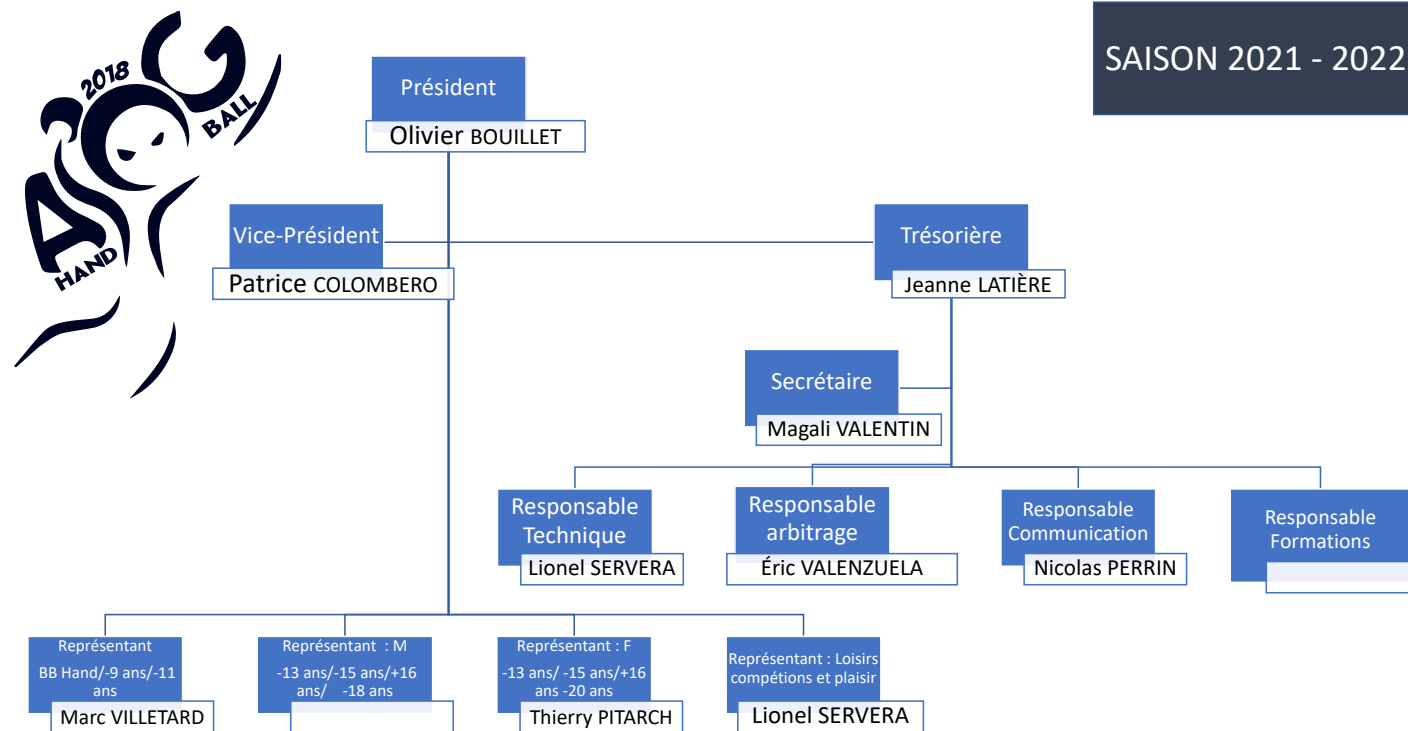 2018
ASOG
HAND
BALL
SAISON 2021 - 2022
Président
Olivier BOUILLET
Vice-Président
Patrice COLOMBERO
Trésorière
Jeanne LATIÈRE
Secrétaire
Magali VALENTIN
Responsable
Technique
Lionel SERVERA
Responsable
arbitrage
Éric VALENZUELA
Responsable
Communication
Nicolas PERRIN
Responsable
Formations
Représentant
BB Hand/-9 ans/-11
ans
Marc VILLETARD
Représentant : M
-13 ans/-15 ans/+16
ans/ -18 ans
Représentant : F
-13 ans/ -15 ans/+16
ans -20 ans
Thierry PITARCH
Représentant : Loisirs
compétions et plaisir
Lionel SERVERA